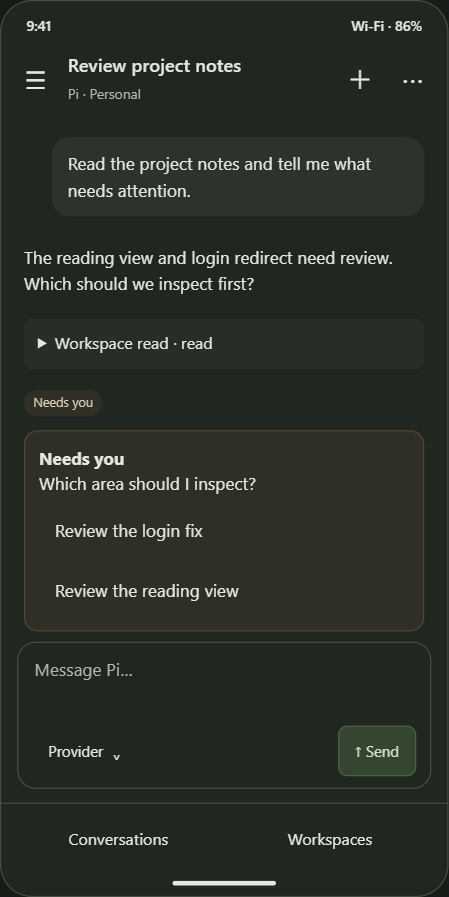 9:41
Wi-Fi · 86%
Review project notes
Pi · Personal
Read the project notes and tell me what
needs attention.
The reading view and login redirect need review.
Which should we inspect first?
Workspace read · read
Needs you
Needs you
Which area should I inspect?
Review the login fix
Review the reading view
Message Pi...
Provider
↑ Send
Conversations
Workspaces